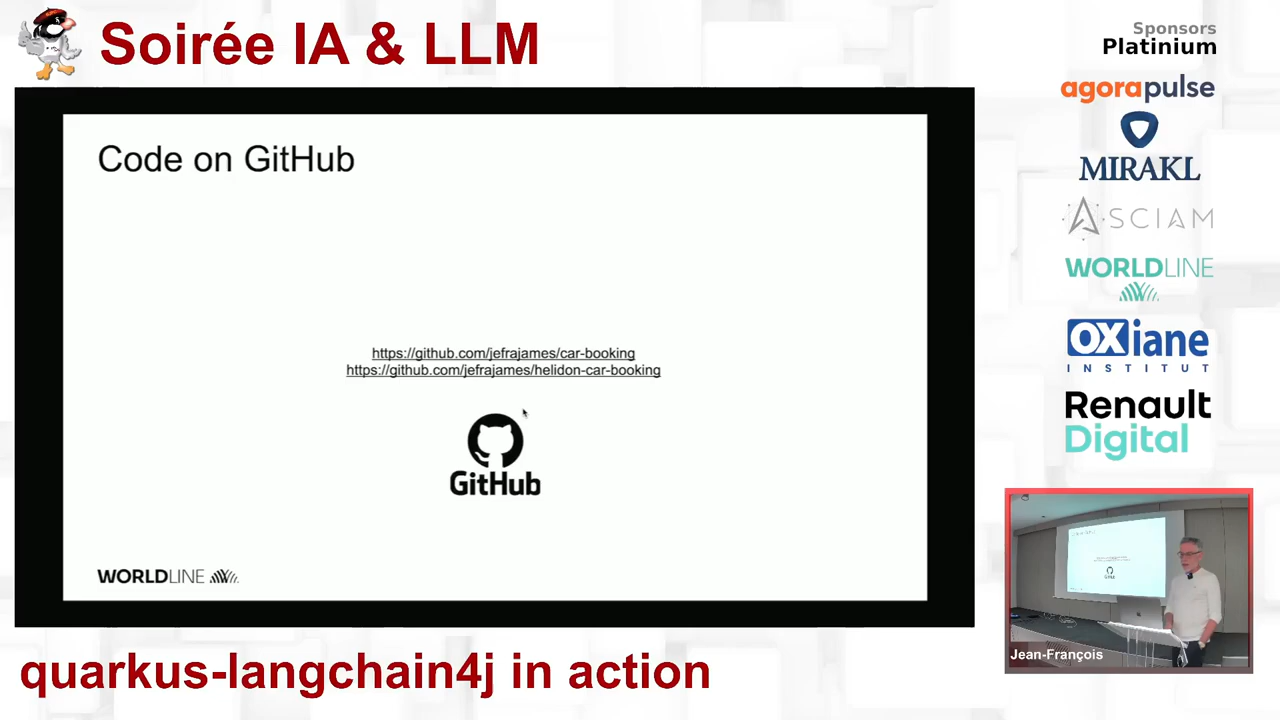 Soirée IA & LLM
Sponsors
Platinium
agorapulse
MIRAKL
ASCIAM
WORLDLINE
OXiane
INSTITUT
Renault
Digital
Code on GitHub
https://github.com/jefrajames/car-booking
https://github.com/jefrajames/helidon-car-booking
GitHub
WORLDLINE
Jean-François
quarkus-langchain4j in action